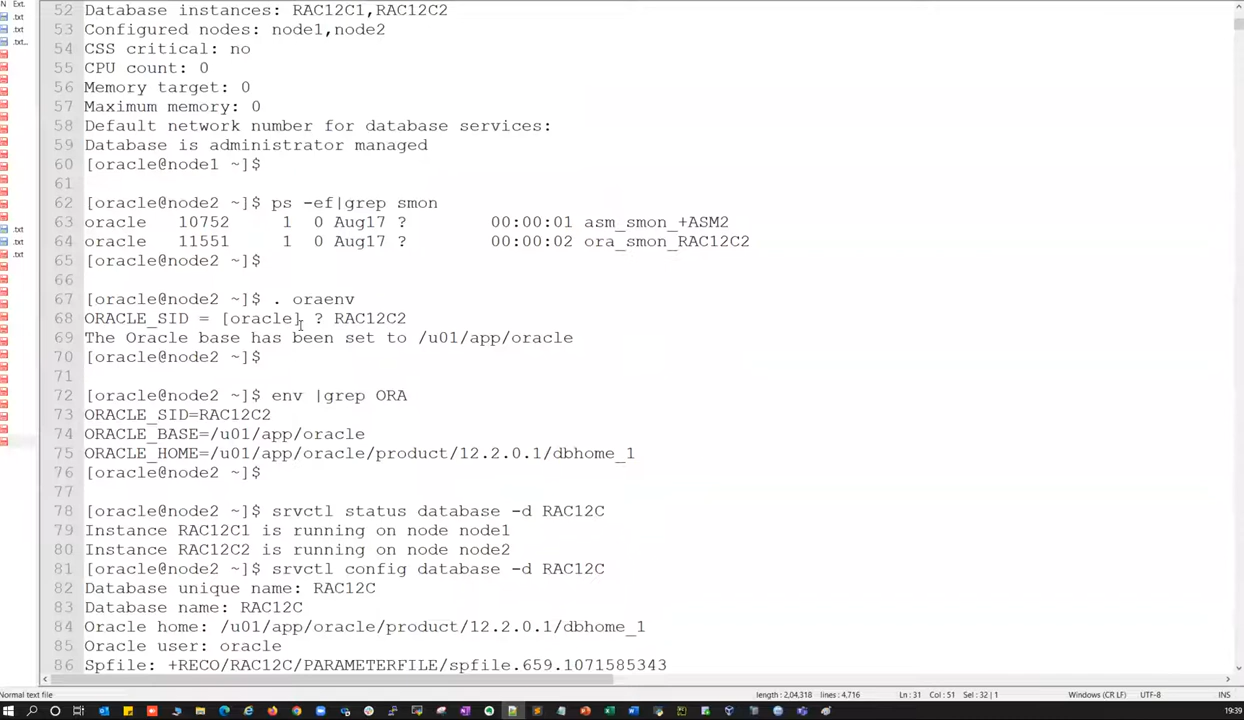 N Ext.
.txt
.txt
.txt...
.txt
.txt
.txt
52 Database instances: RAC12C1,RAC12C2
53 Configured nodes: node1,node2
54 CSS critical: no
55 CPU count: 0
56 Memory target: 0
57 Maximum memory: 0
58 Default network number for database services:
59 Database is administrator managed
60 [oracle@node1 ~]$
61
62 [oracle@node2 ~]$ ps -ef|grep smon
63 oracle   10752     1  0 Aug17 ?        00:00:01 asm_smon_+ASM2
64 oracle   11551     1  0 Aug17 ?        00:00:02 ora_smon_RAC12C2
65 [oracle@node2 ~]$
66
67 [oracle@node2 ~]$ . oraenv
68 ORACLE_SID = [oracle] ? RAC12C2
69 The Oracle base has been set to /u01/app/oracle
70 [oracle@node2 ~]$
71
72 [oracle@node2 ~]$ env |grep ORA
73 ORACLE_SID=RAC12C2
74 ORACLE_BASE=/u01/app/oracle
75 ORACLE_HOME=/u01/app/oracle/product/12.2.0.1/dbhome_1
76 [oracle@node2 ~]$
77
78 [oracle@node2 ~]$ srvctl status database -d RAC12C
79 Instance RAC12C1 is running on node node1
80 Instance RAC12C2 is running on node node2
81 [oracle@node2 ~]$ srvctl config database -d RAC12C
82 Database unique name: RAC12C
83 Database name: RAC12C
84 Oracle home: /u01/app/oracle/product/12.2.0.1/dbhome_1
85 Oracle user: oracle
86 Spfile: +RECO/RAC12C/PARAMETERFILE/spfile.659.1071585343
Normal text file length : 2,04,318 lines : 4,716 Ln : 31 Col : 51 Sel : 32 | 1 Windows (CR LF) UTF-8 INS
19:39